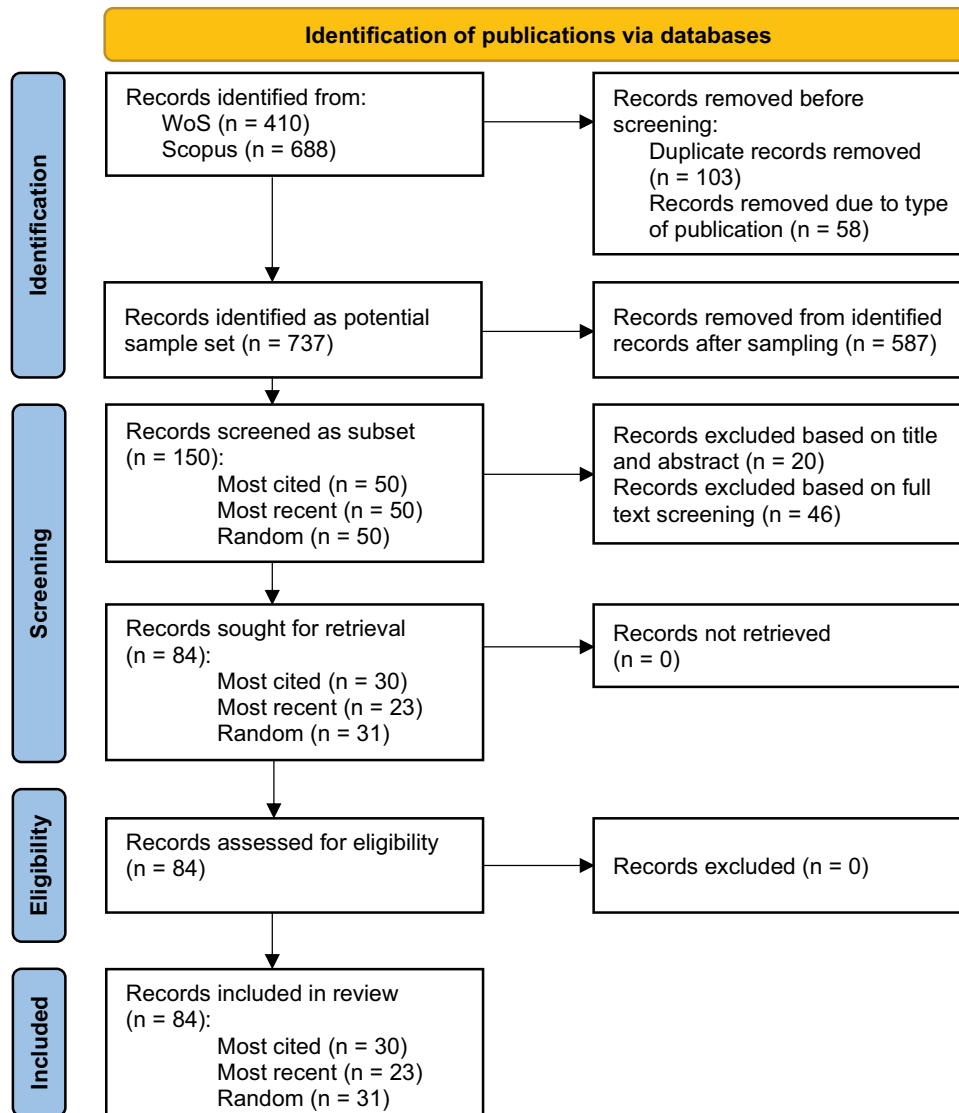 Identification of publications via databases
Identification
Records identified from:
WoS (n = 410)
Scopus (n = 688)
Records removed before
screening:
Duplicate records removed
(n = 103)
Records removed due to type
of publication (n = 58)
Records identified as potential
sample set (n = 737)
Records removed from identified
records after sampling (n = 587)
Screening
Records screened as subset
(n = 150):
Most cited (n = 50)
Most recent (n = 50)
Random (n = 50)
Records excluded based on title
and abstract (n = 20)
Records excluded based on full
text screening (n = 46)
Records sought for retrieval
(n = 84):
Most cited (n = 30)
Most recent (n = 23)
Random (n = 31)
Records not retrieved
(n = 0)
Eligibility
Records assessed for eligibility
(n = 84)
Records excluded (n = 0)
Included
Records included in review
(n = 84):
Most cited (n = 30)
Most recent (n = 23)
Random (n = 31)